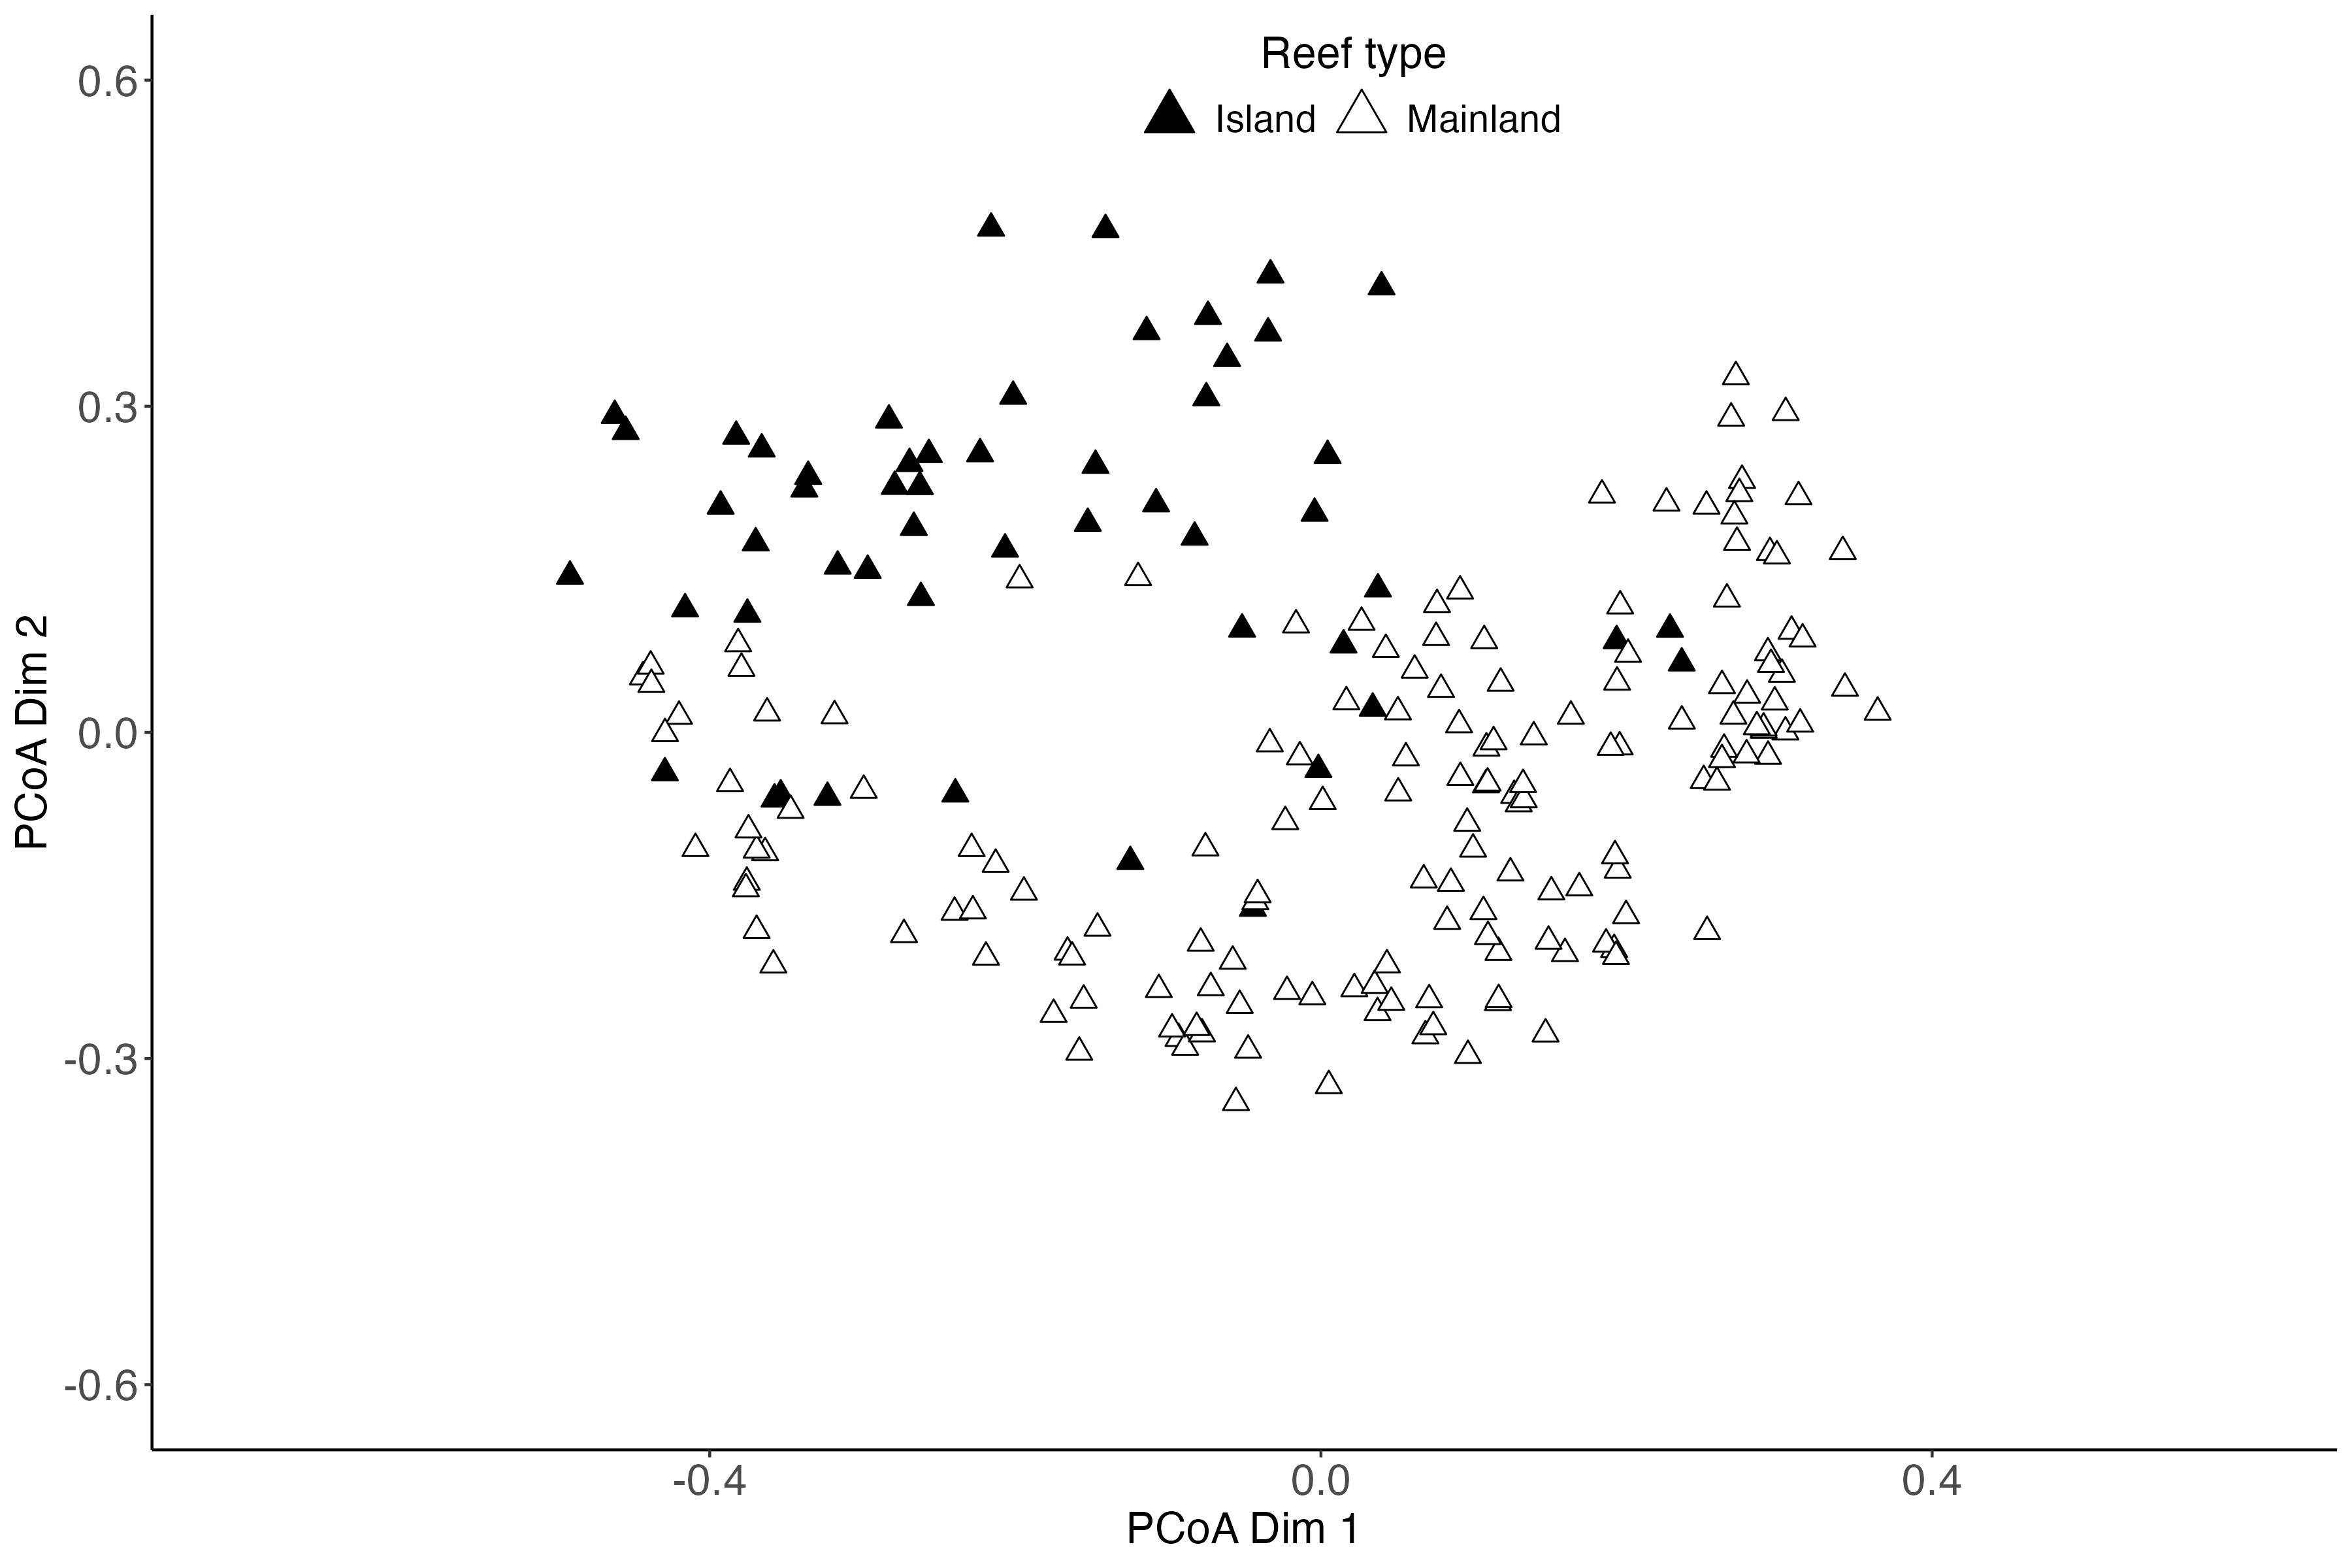 Reef type
Island Mainland
0.6
0.3
0.0
-0.3
-0.6
PCoA Dim 2
-0.4 0.0 0.4
PCoA Dim 1